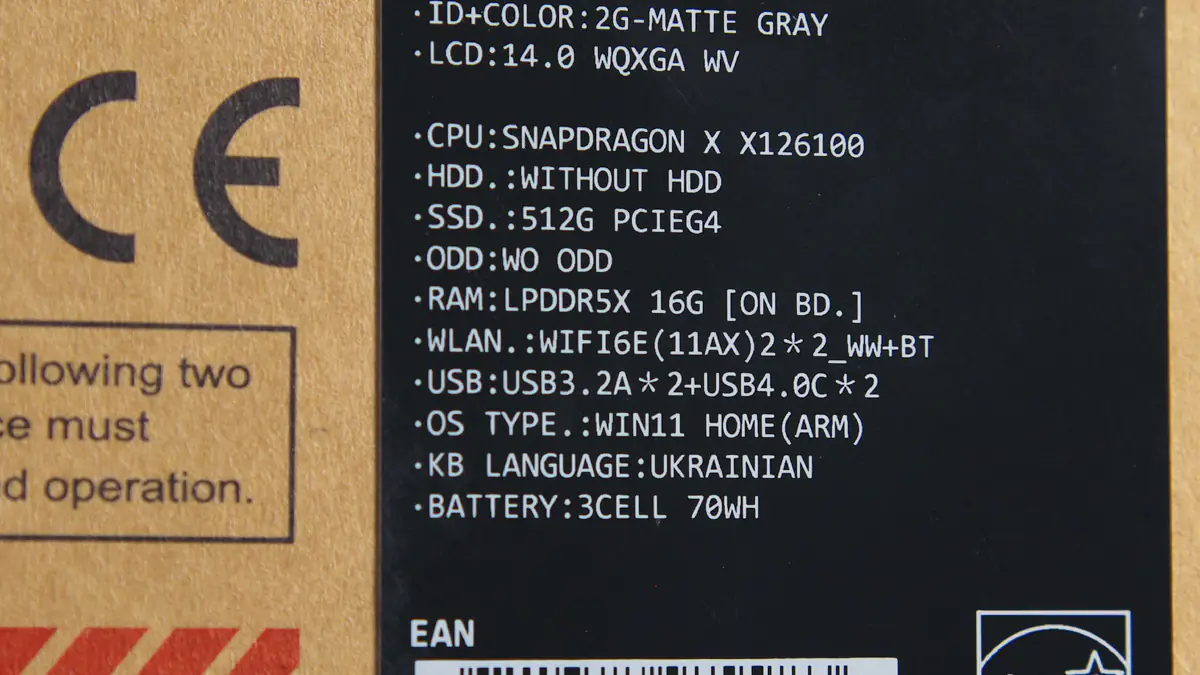 ·ID+COLOR:2G-MATTE GRAY
·LCD:14.0 WQXGA WV
·CPU:SNAPDRAGON X X126100
·HDD.:WITHOUT HDD
·SSD.:512G PCIEG4
·ODD:WO ODD
·RAM:LPDDR5X 16G [ON BD.]
·WLAN.:WIFI6E(11AX)2*2_WW+BT
·USB:USB3.2A*2+USB4.0C*2
·OS TYPE.:WIN11 HOME(ARM)
·KB LANGUAGE:UKRAINIAN
·BATTERY:3CELL 70WH
EAN
CE
ollowing two
ce must
d operation.